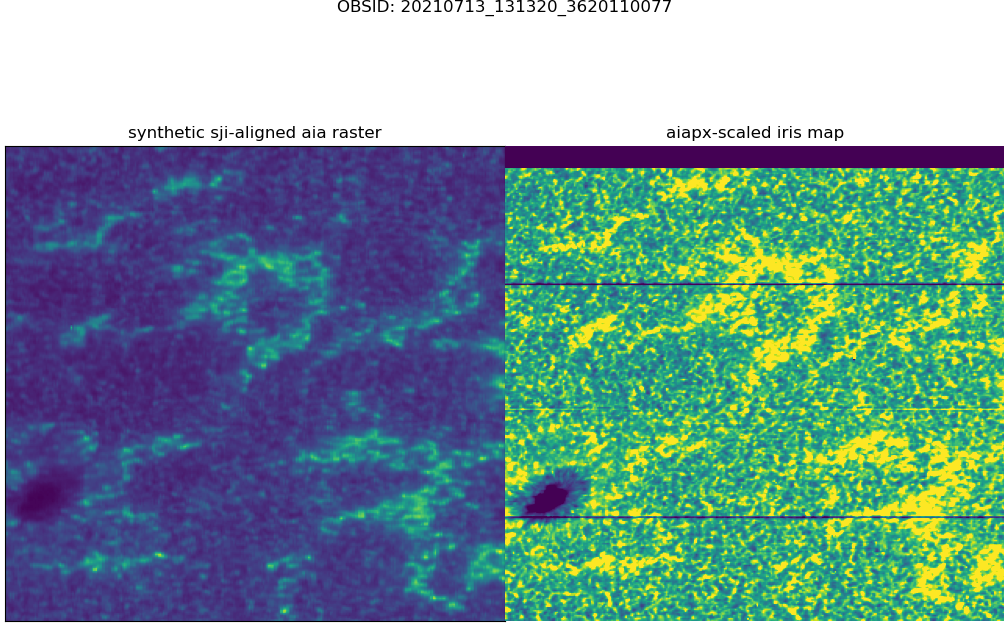 OBSID: 20210713_131320_3620110077
synthetic sji-aligned aia raster
aiapx-scaled iris map